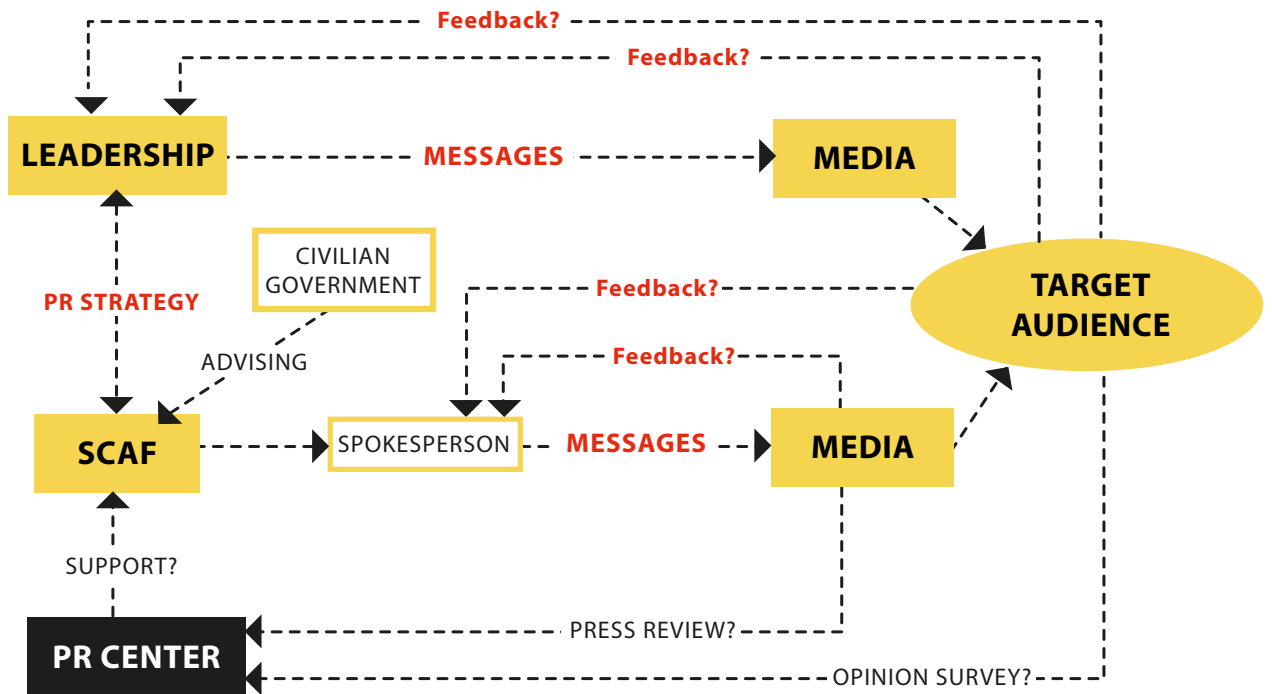 Feedback?
Feedback?
LEADERSHIP
MESSAGES
MEDIA
CIVILIAN
GOVERNMENT
PR STRATEGY
Feedback?
TARGET
AUDIENCE
ADVISING
Feedback?
SCAF
SPOKESPERSON
MESSAGES
MEDIA
SUPPORT?
PRESS REVIEW?
PR CENTER
OPINION SURVEY?